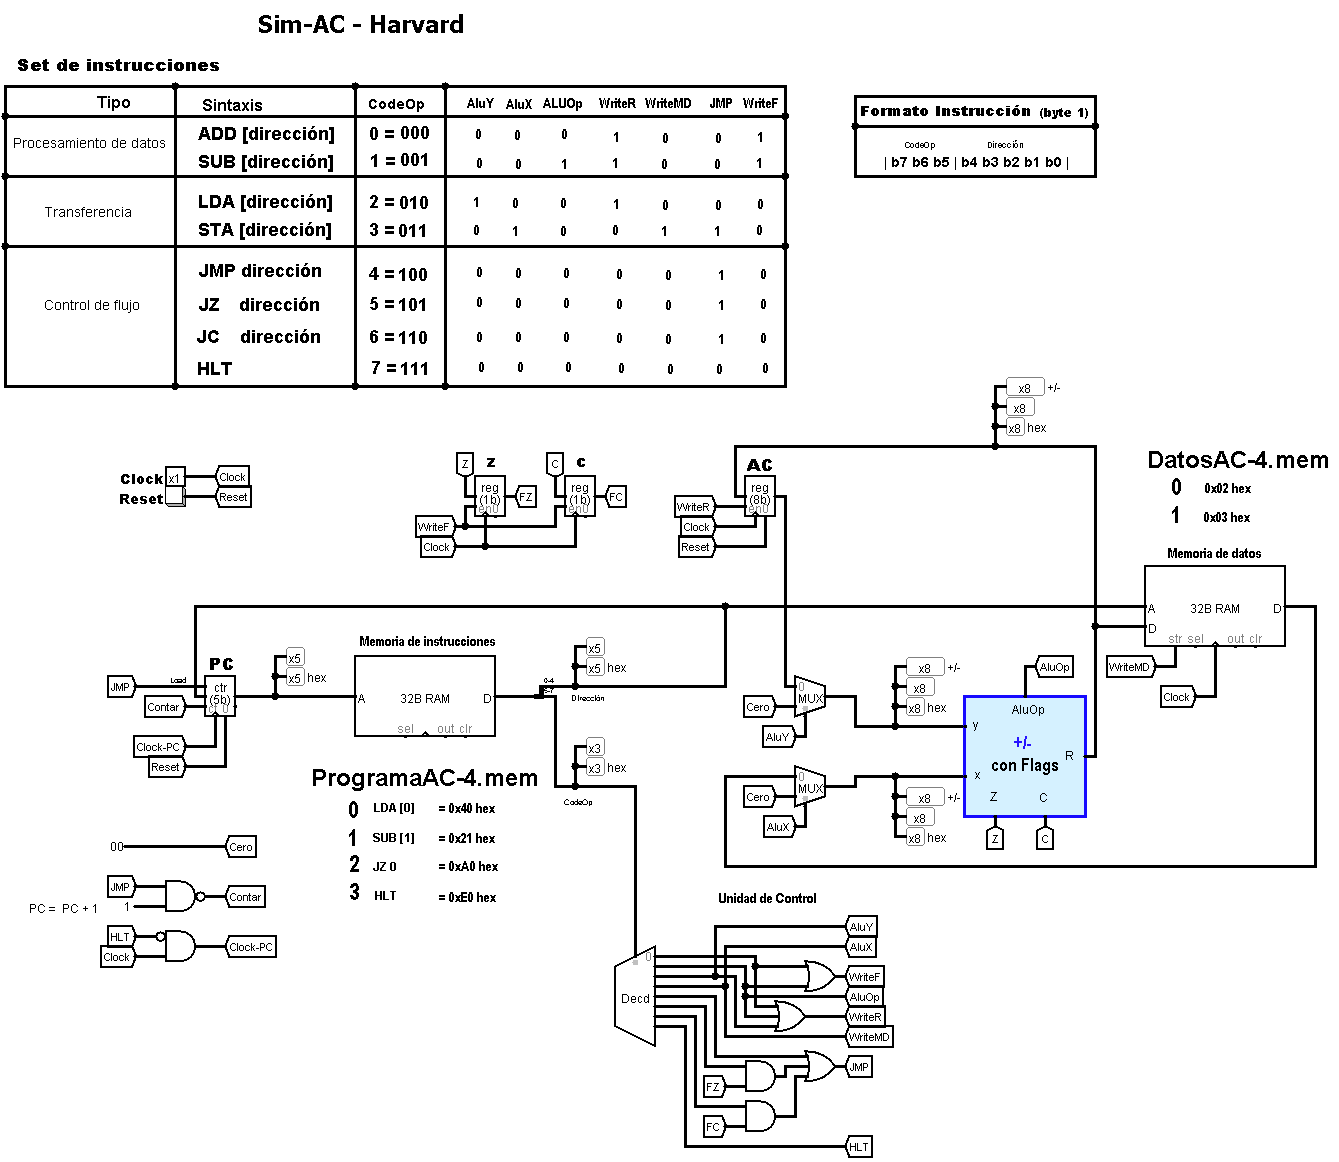 Sim-AC - Harvard
Set de instrucciones
Tipo Sintaxis CodeOp AluY AluX ALUOp WriteR WriteMD JMP WriteF
Procesamiento de datos
ADD [dirección] 0 = 000 0 0 0 1 0 0 1
SUB [dirección] 1 = 001 0 0 1 1 0 0 1
Transferencia
LDA [dirección] 2 = 010 1 0 0 1 0 0 0
STA [dirección] 3 = 011 0 1 0 0 1 1 0
Control de flujo
JMP dirección 4 = 100 0 0 0 0 0 1 0
JZ dirección 5 = 101 0 0 0 0 0 1 0
JC dirección 6 = 110 0 0 0 0 0 1 0
HLT 7 = 111 0 0 0 0 0 0 0
Formato Instrucción (byte 1)
CodeOp Dirección
| b7 b6 b5 | b4 b3 b2 b1 b0 |
x8 +/-
x8
x8 hex
Clock x1 Clock
Reset Reset
Z Z C C
reg (1b) en0 FZ
reg (1b) en0 FC
WriteF
Clock
AC
reg (8b) en0
WriteR
Clock
Reset
DatosAC-4.mem
0 0x02 hex
1 0x03 hex
Memoria de datos
A 32B RAM D
D
str sel out clr
WriteMD
Clock
Memoria de instrucciones
A 32B RAM D
sel out clr
PC
Load
ctr (5b)
JMP
Contar
Clock-PC
Reset
x5
x5 hex
x5
x5 hex
0-4
5-7
Dirección
x3
x3 hex
CodeOp
0
MUX
Cero
AluY
0
MUX
Cero
AluX
x8 +/-
x8
x8 hex
x8 +/-
x8
x8 hex
AluOp
AluOp
y
+/-
con Flags
R
x
Z C
Z C
ProgramaAC-4.mem
0 LDA [0] = 0x40 hex
1 SUB [1] = 0x21 hex
2 JZ 0 = 0xA0 hex
3 HLT = 0xE0 hex
00 Cero
JMP
PC = PC + 1 1 Contar
HLT
Clock Clock-PC
Unidad de Control
0
Decd
AluY
AluX
WriteF
AluOp
WriteR
WriteMD
JMP
FZ
FC
HLT